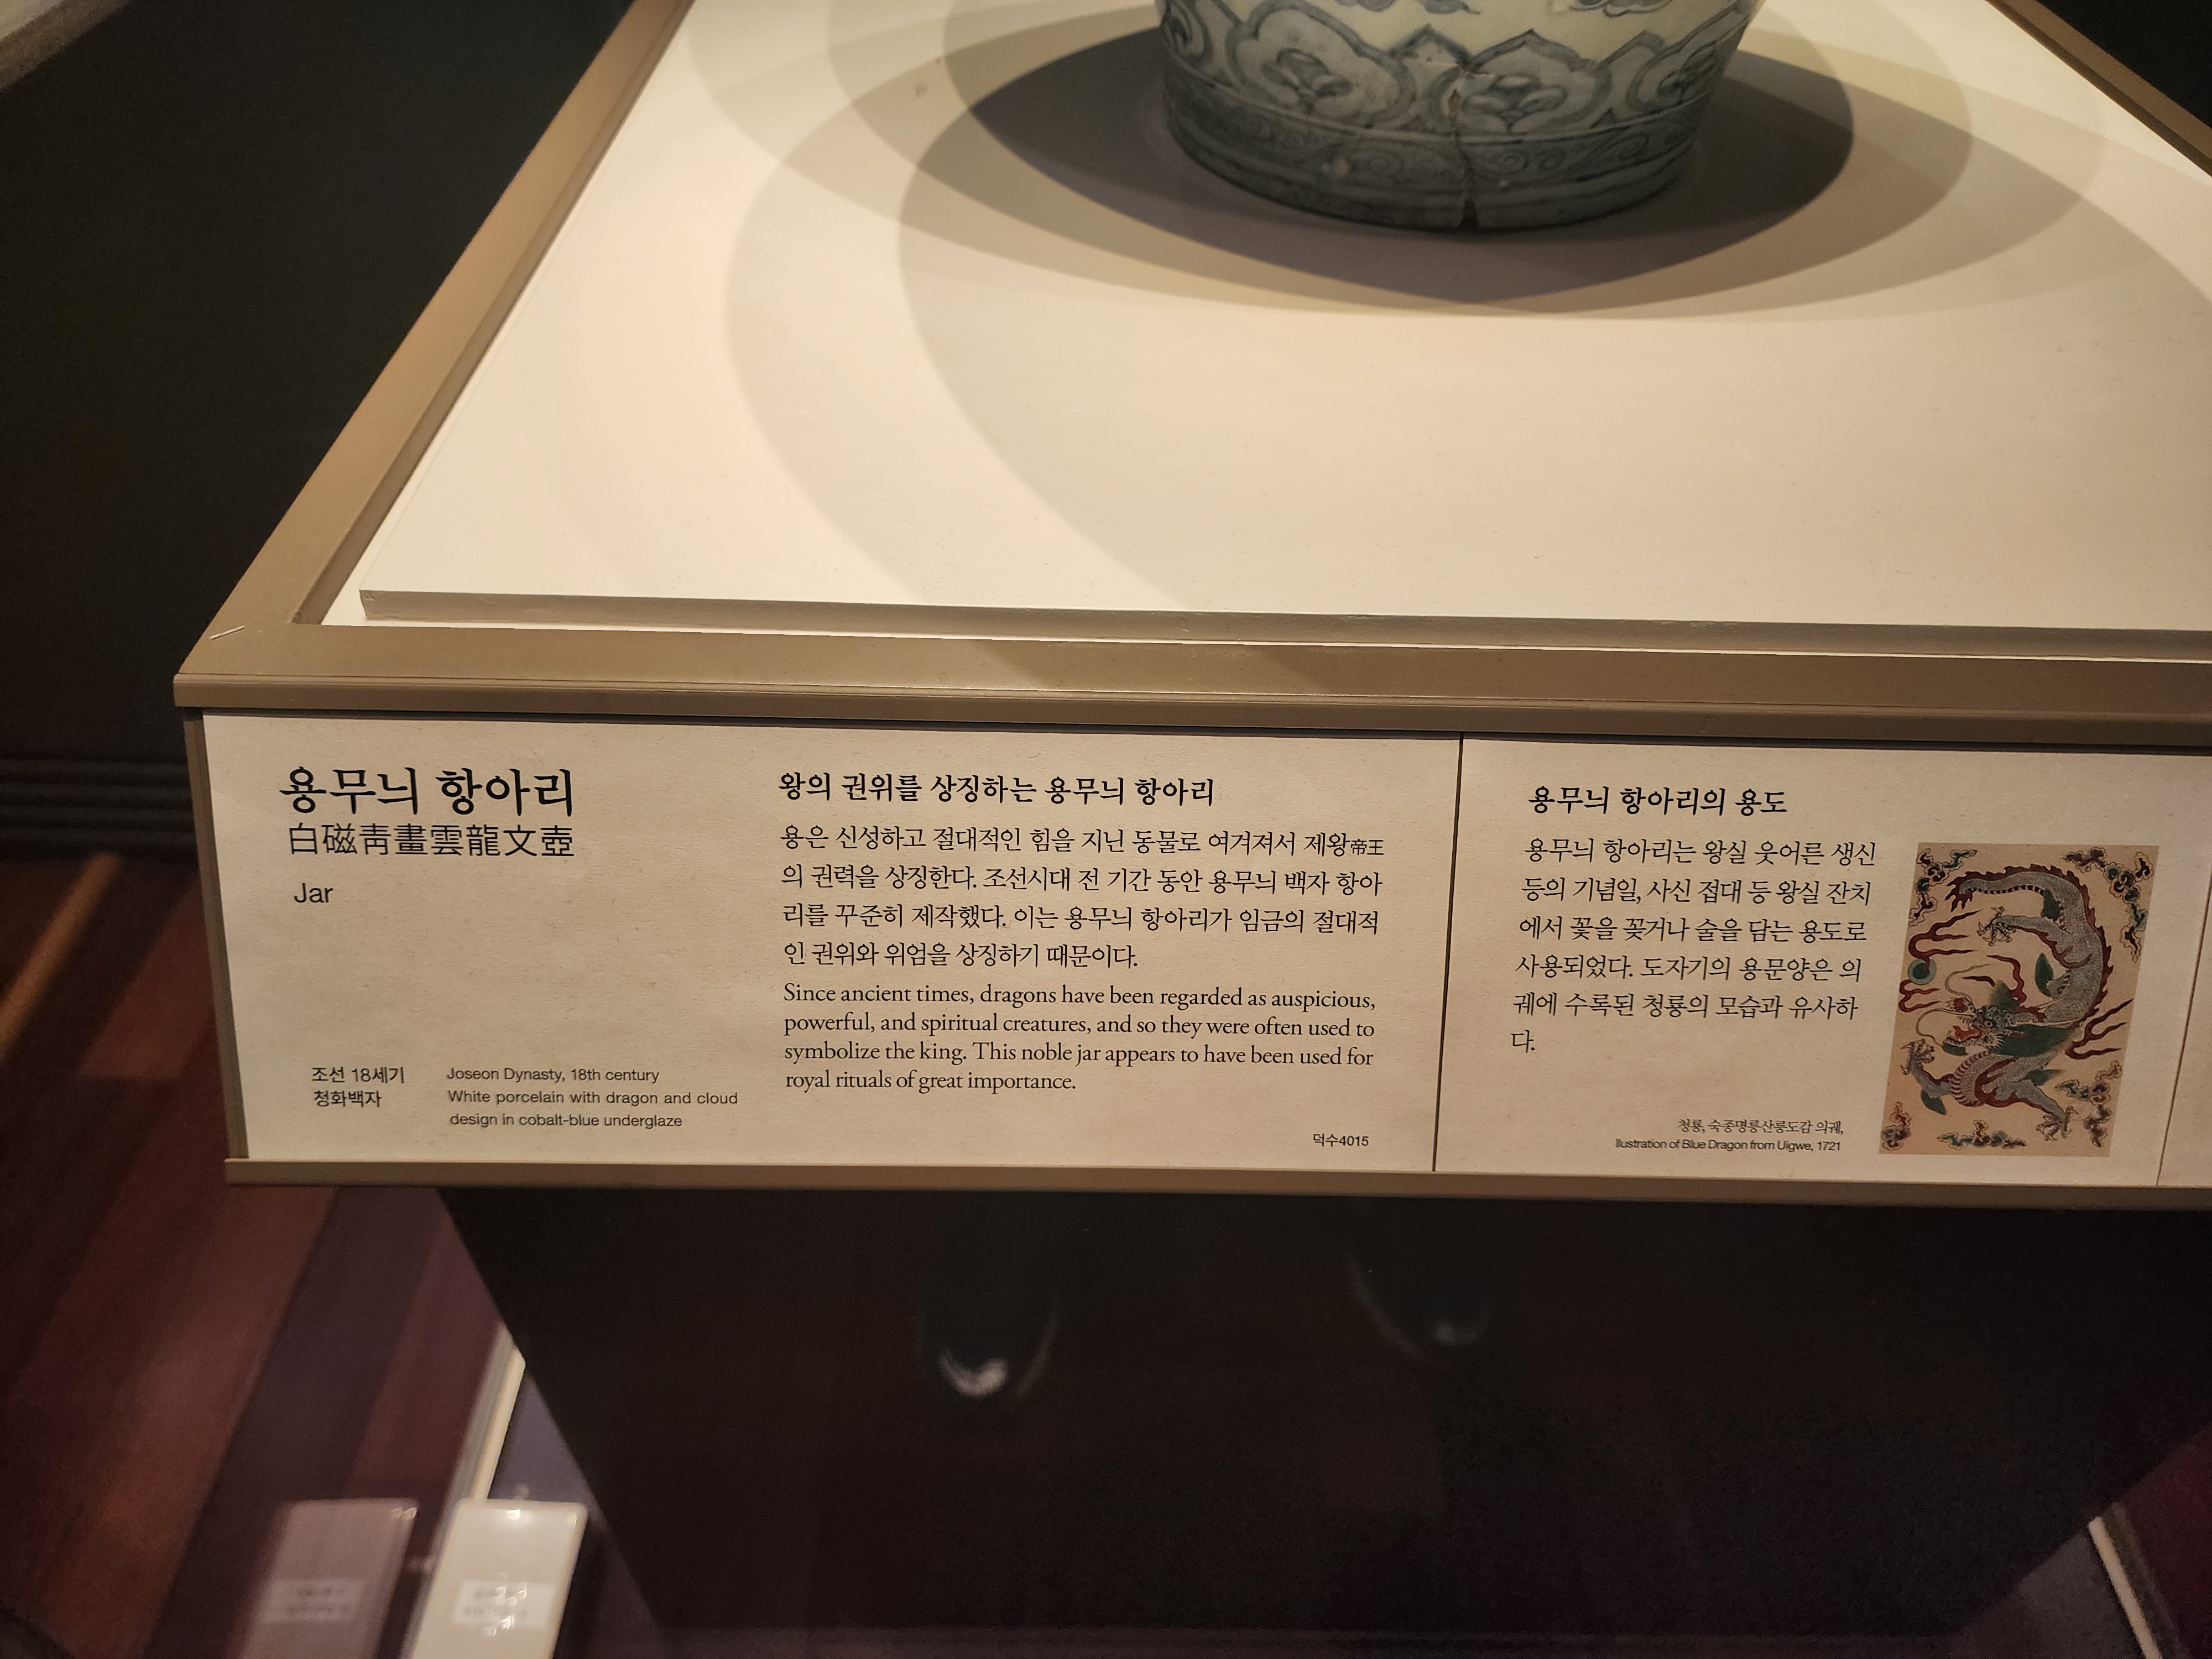 용무늬 항아리
白磁靑畫雲龍文壺
Jar
조선 18세기
청화백자
Joseon Dynasty, 18th century
White porcelain with dragon and cloud
design in cobalt-blue underglaze
왕의 권위를 상징하는 용무늬 항아리
용은 신성하고 절대적인 힘을 지닌 동물로 여겨져서 제왕帝王
의 권력을 상징한다. 조선시대 전 기간 동안 용무늬 백자 항아
리를 꾸준히 제작했다. 이는 용무늬 항아리가 임금의 절대적
인 권위와 위엄을 상징하기 때문이다.
Since ancient times, dragons have been regarded as auspicious,
powerful, and spiritual creatures, and so they were often used to
symbolize the king. This noble jar appears to have been used for
royal rituals of great importance.
덕수4015
용무늬 항아리의 용도
용무늬 항아리는 왕실 웃어른 생신
등의 기념일, 사신 접대 등 왕실 잔치
에서 꽃을 꽂거나 술을 담는 용도로
사용되었다. 도자기의 용문양은 의
궤에 수록된 청룡의 모습과 유사하
다.
청룡, 숙종명릉산릉도감 의궤,
Ilustration of Blue Dragon from Uigwe, 1721